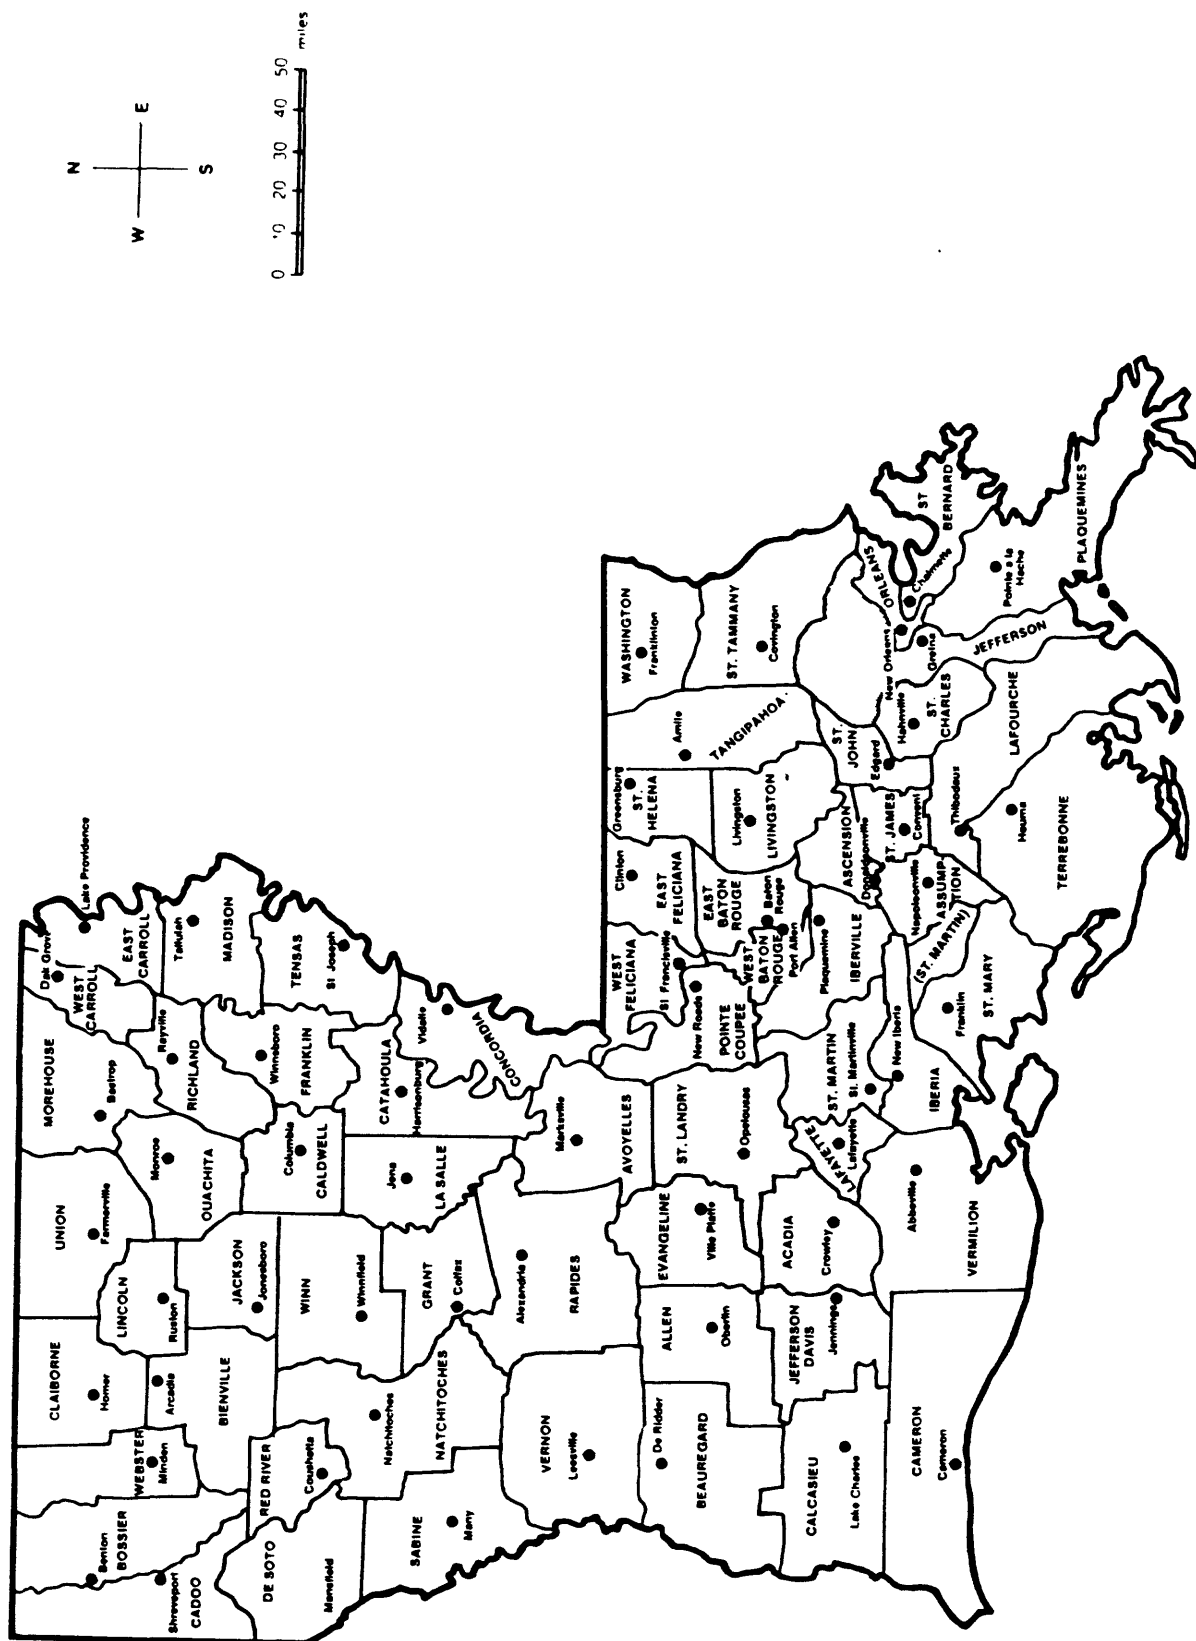 N
W E
S
0 10 20 30 40 50 miles
CADDO
Shreveport
BOSSIER
Benton
WEBSTER
Minden
CLAIBORNE
Homer
LINCOLN
Ruston
UNION
Farmerville
MOREHOUSE
Bastrop
WEST
CARROLL
Oak Grove
EAST
CARROLL
Lake Providence
BIENVILLE
Arcadia
JACKSON
Jonesboro
OUACHITA
Monroe
RICHLAND
Rayville
MADISON
Tallulah
DE SOTO
Mansfield
RED RIVER
Coushatta
WINN
Winnfield
CALDWELL
Columbia
FRANKLIN
Winnsboro
TENSAS
St Joseph
SABINE
Many
NATCHITOCHES
Natchitoches
GRANT
Colfax
LA SALLE
Jena
CATAHOULA
Harrisonburg
CONCORDIA
Vidalia
VERNON
Leesville
RAPIDES
Alexandria
AVOYELLES
Marksville
BEAUREGARD
De Ridder
ALLEN
Oberlin
EVANGELINE
Ville Platte
ST. LANDRY
Opelousas
POINTE
COUPEE
New Roads
WEST
FELICIANA
St Francisville
EAST
FELICIANA
Clinton
ST.
HELENA
Greensburg
TANGIPAHOA
Amite
WASHINGTON
Franklinton
WEST
BATON
ROUGE
Port Allen
EAST
BATON
ROUGE
Baton
Rouge
LIVINGSTON
Livingston
ST. TAMMANY
Covington
CALCASIEU
Lake Charles
JEFFERSON
DAVIS
Jennings
ACADIA
Crowley
LAFAYETTE
Lafayette
ST. MARTIN
St. Martinville
IBERVILLE
Plaquemine
ASCENSION
Donaldsonville
ST.
JOHN
Edgard
ST. JAMES
Convent
ST.
CHARLES
Hahnville
ORLEANS
New Orleans
ST
BERNARD
Chalmette
CAMERON
Cameron
VERMILION
Abbeville
IBERIA
New Iberia
ST. MARY
Franklin
(ST. MARTIN)
ASSUMP-
TION
Napoleonville
TERREBONNE
Houma
LAFOURCHE
Thibodaux
JEFFERSON
Gretna
PLAQUEMINES
Pointe a la
Hache